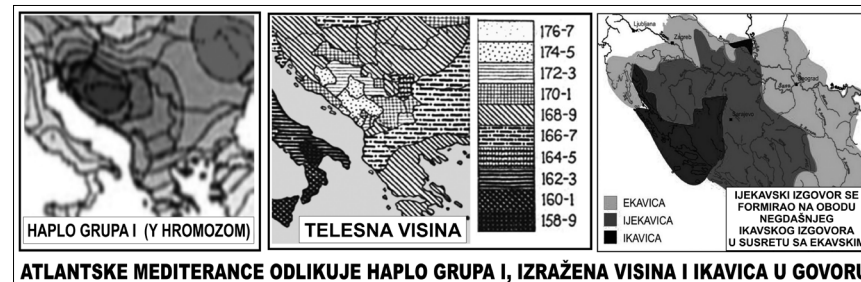 HAPLO GRUPA I (Y HROMOZOM)
TELESNA VISINA
176-7
174-5
172-3
170-1
168-9
166-7
164-5
162-3
160-1
158-9
Ljubljana
Zagreb
Beograd
Sarajevo
EKAVICA
IJEKAVICA
IKAVICA
IJEKAVSKI IZGOVOR SE
FORMIRAO NA OBODU
NEGDAŠNJEG
IKAVSKOG IZGOVORA
U SUSRETU SA EKAVSKIM
ATLANTSKE MEDITERANCE ODLIKUJE HAPLO GRUPA I, IZRAŽENA VISINA I IKAVICA U GOVORU